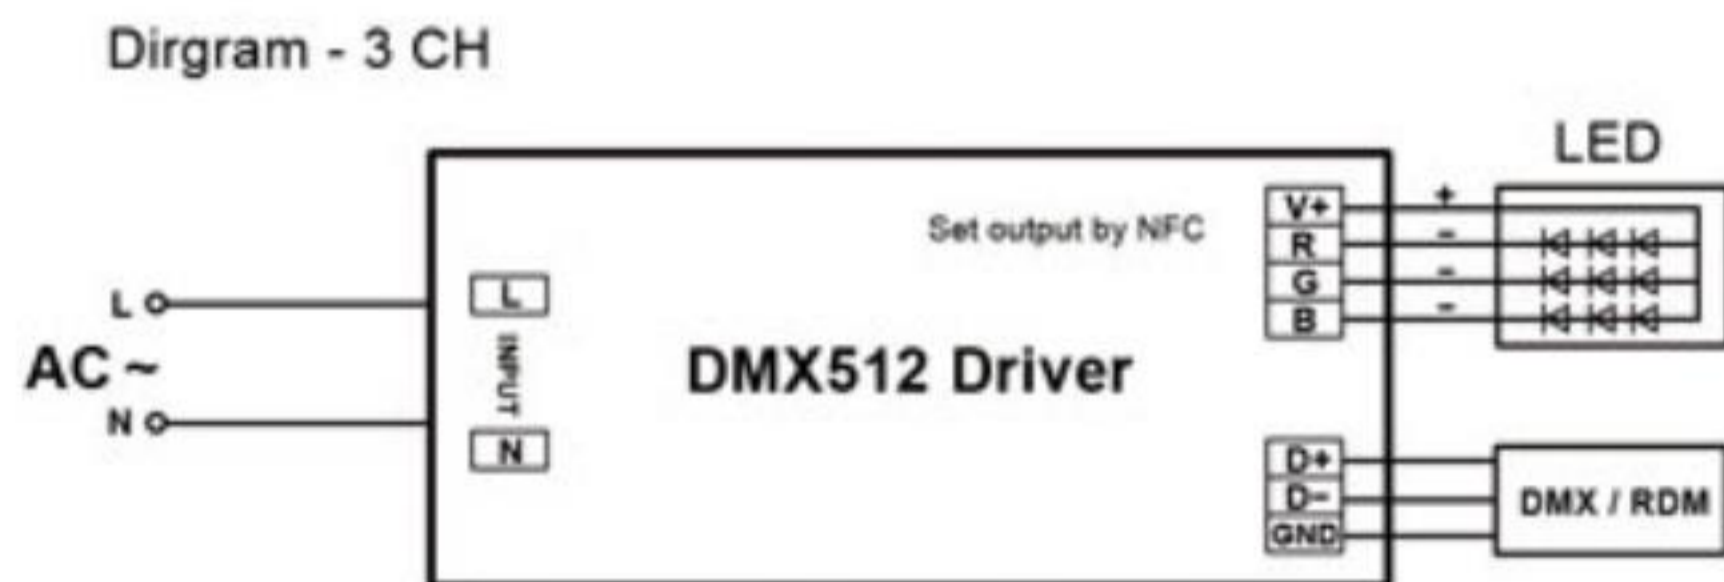 Dirgram - 3 CH
LED
Set output by NFC
V+
+
R
-
G
-
B
-
L
L
INPUT
AC ~
DMX512 Driver
N
N
D+
D-
GND
DMX / RDM